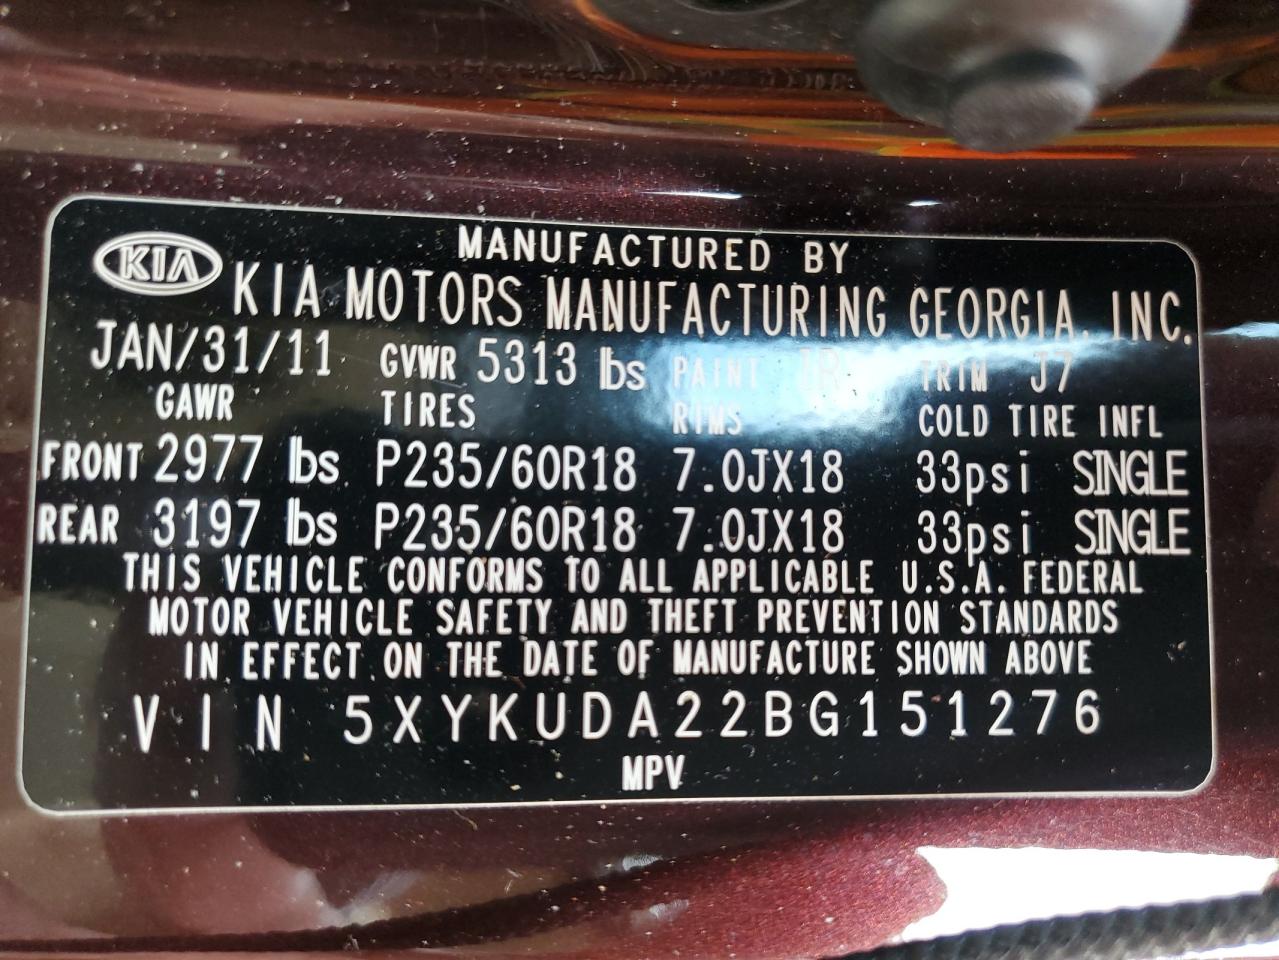 KIA
MANUFACTURED BY
KIA MOTORS MANUFACTURING GEORGIA, INC.
JAN/31/11 GVWR 5313 lbs PAINT TRIM J7
GAWR TIRES RIMS COLD TIRE INFL
FRONT 2977 lbs P235/60R18 7.0JX18 33psi SINGLE
REAR 3197 lbs P235/60R18 7.0JX18 33psi SINGLE
THIS VEHICLE CONFORMS TO ALL APPLICABLE U.S.A. FEDERAL
MOTOR VEHICLE SAFETY AND THEFT PREVENTION STANDARDS
IN EFFECT ON THE DATE OF MANUFACTURE SHOWN ABOVE
VIN 5XYKUDA22BG151276
MPV